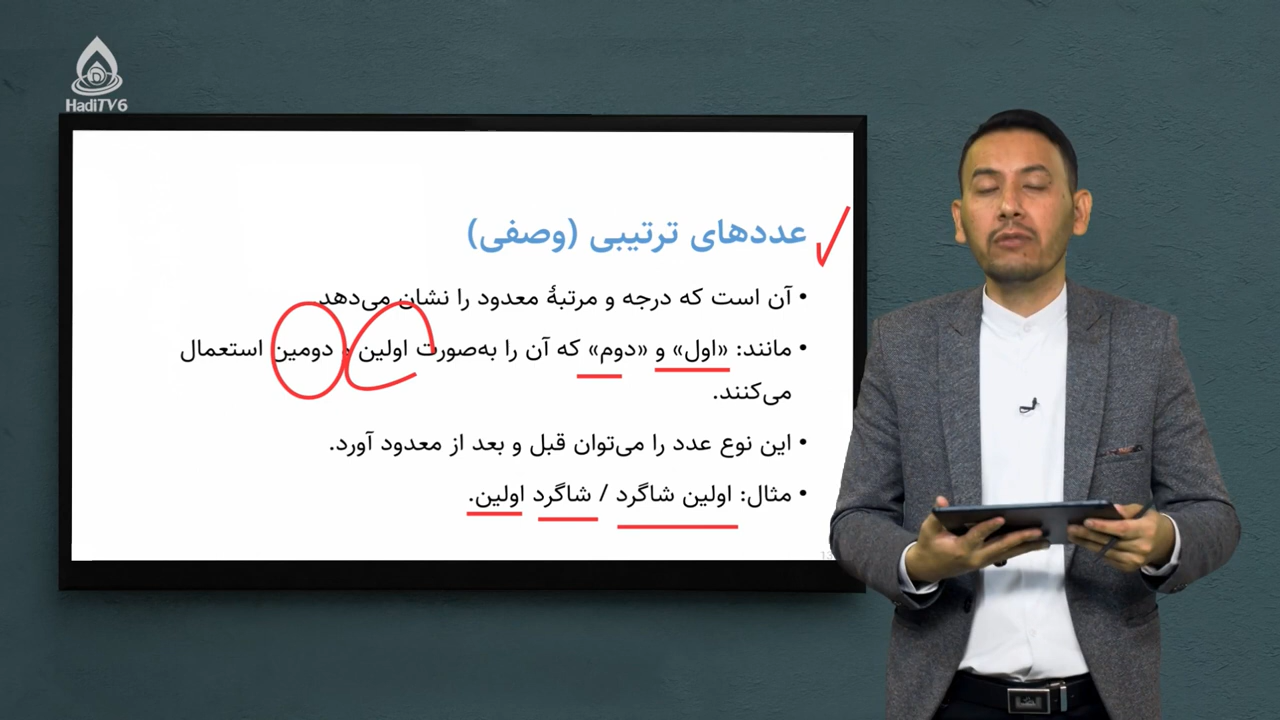 HadiTV6
عددهای ترتیبی (وصفی)
• آن است که درجه و مرتبهٔ معدود را نشان می‌دهد.
• مانند: «اول» و «دوم» که آن را به‌صورت اولین و دومین استعمال
می‌کنند.
• این نوع عدد را می‌توان قبل و بعد از معدود آورد.
• مثال: اولین شاگرد / شاگرد اولین.